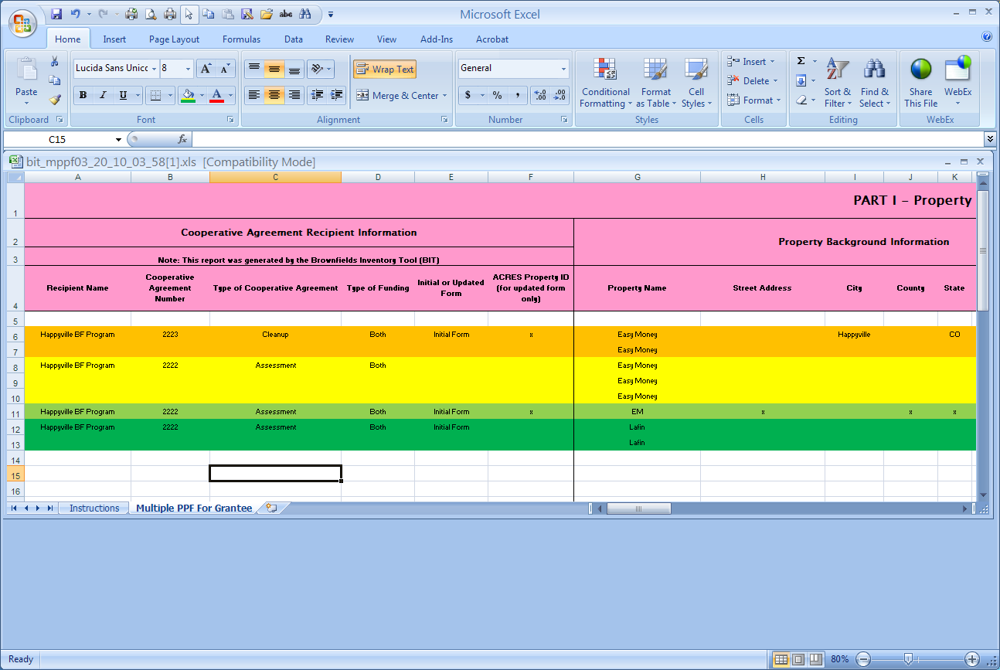 Microsoft Excel
Home Insert Page Layout Formulas Data Review View Add-Ins Acrobat
Paste
Clipboard
Lucida Sans Unicc 8
B I U A
Font
Wrap Text
Merge & Center
Alignment
General
$ % ,
Number
Conditional Formatting
Format as Table
Cell Styles
Styles
Insert
Delete
Format
Cells
Σ
Sort & Filter
Find & Select
Editing
Share This File
WebEx
WebEx
C15 fx
bit_mppf03_20_10_03_58[1].xls [Compatibility Mode]
A B C D E F G H I J K
1 PART I – Property
2 Cooperative Agreement Recipient Information Property Background Information
3 Note: This report was generated by the Brownfields Inventory Tool (BIT)
4 Recipient Name Cooperative Agreement Number Type of Cooperative Agreement Type of Funding Initial or Updated Form ACRES Property ID (for updated form only) Property Name Street Address City County State
5
6 Happyville BF Program 2223 Cleanup Both Initial Form x Easy Money Happyville CO
7 Easy Money
8 Happyville BF Program 2222 Assessment Both Easy Money
9 Easy Money
10 Easy Money
11 Happyville BF Program 2222 Assessment Both Initial Form x EM x x x
12 Happyville BF Program 2222 Assessment Both Initial Form Lafin
13 Lafin
14
15
16
Instructions Multiple PPF For Grantee
Ready 80%